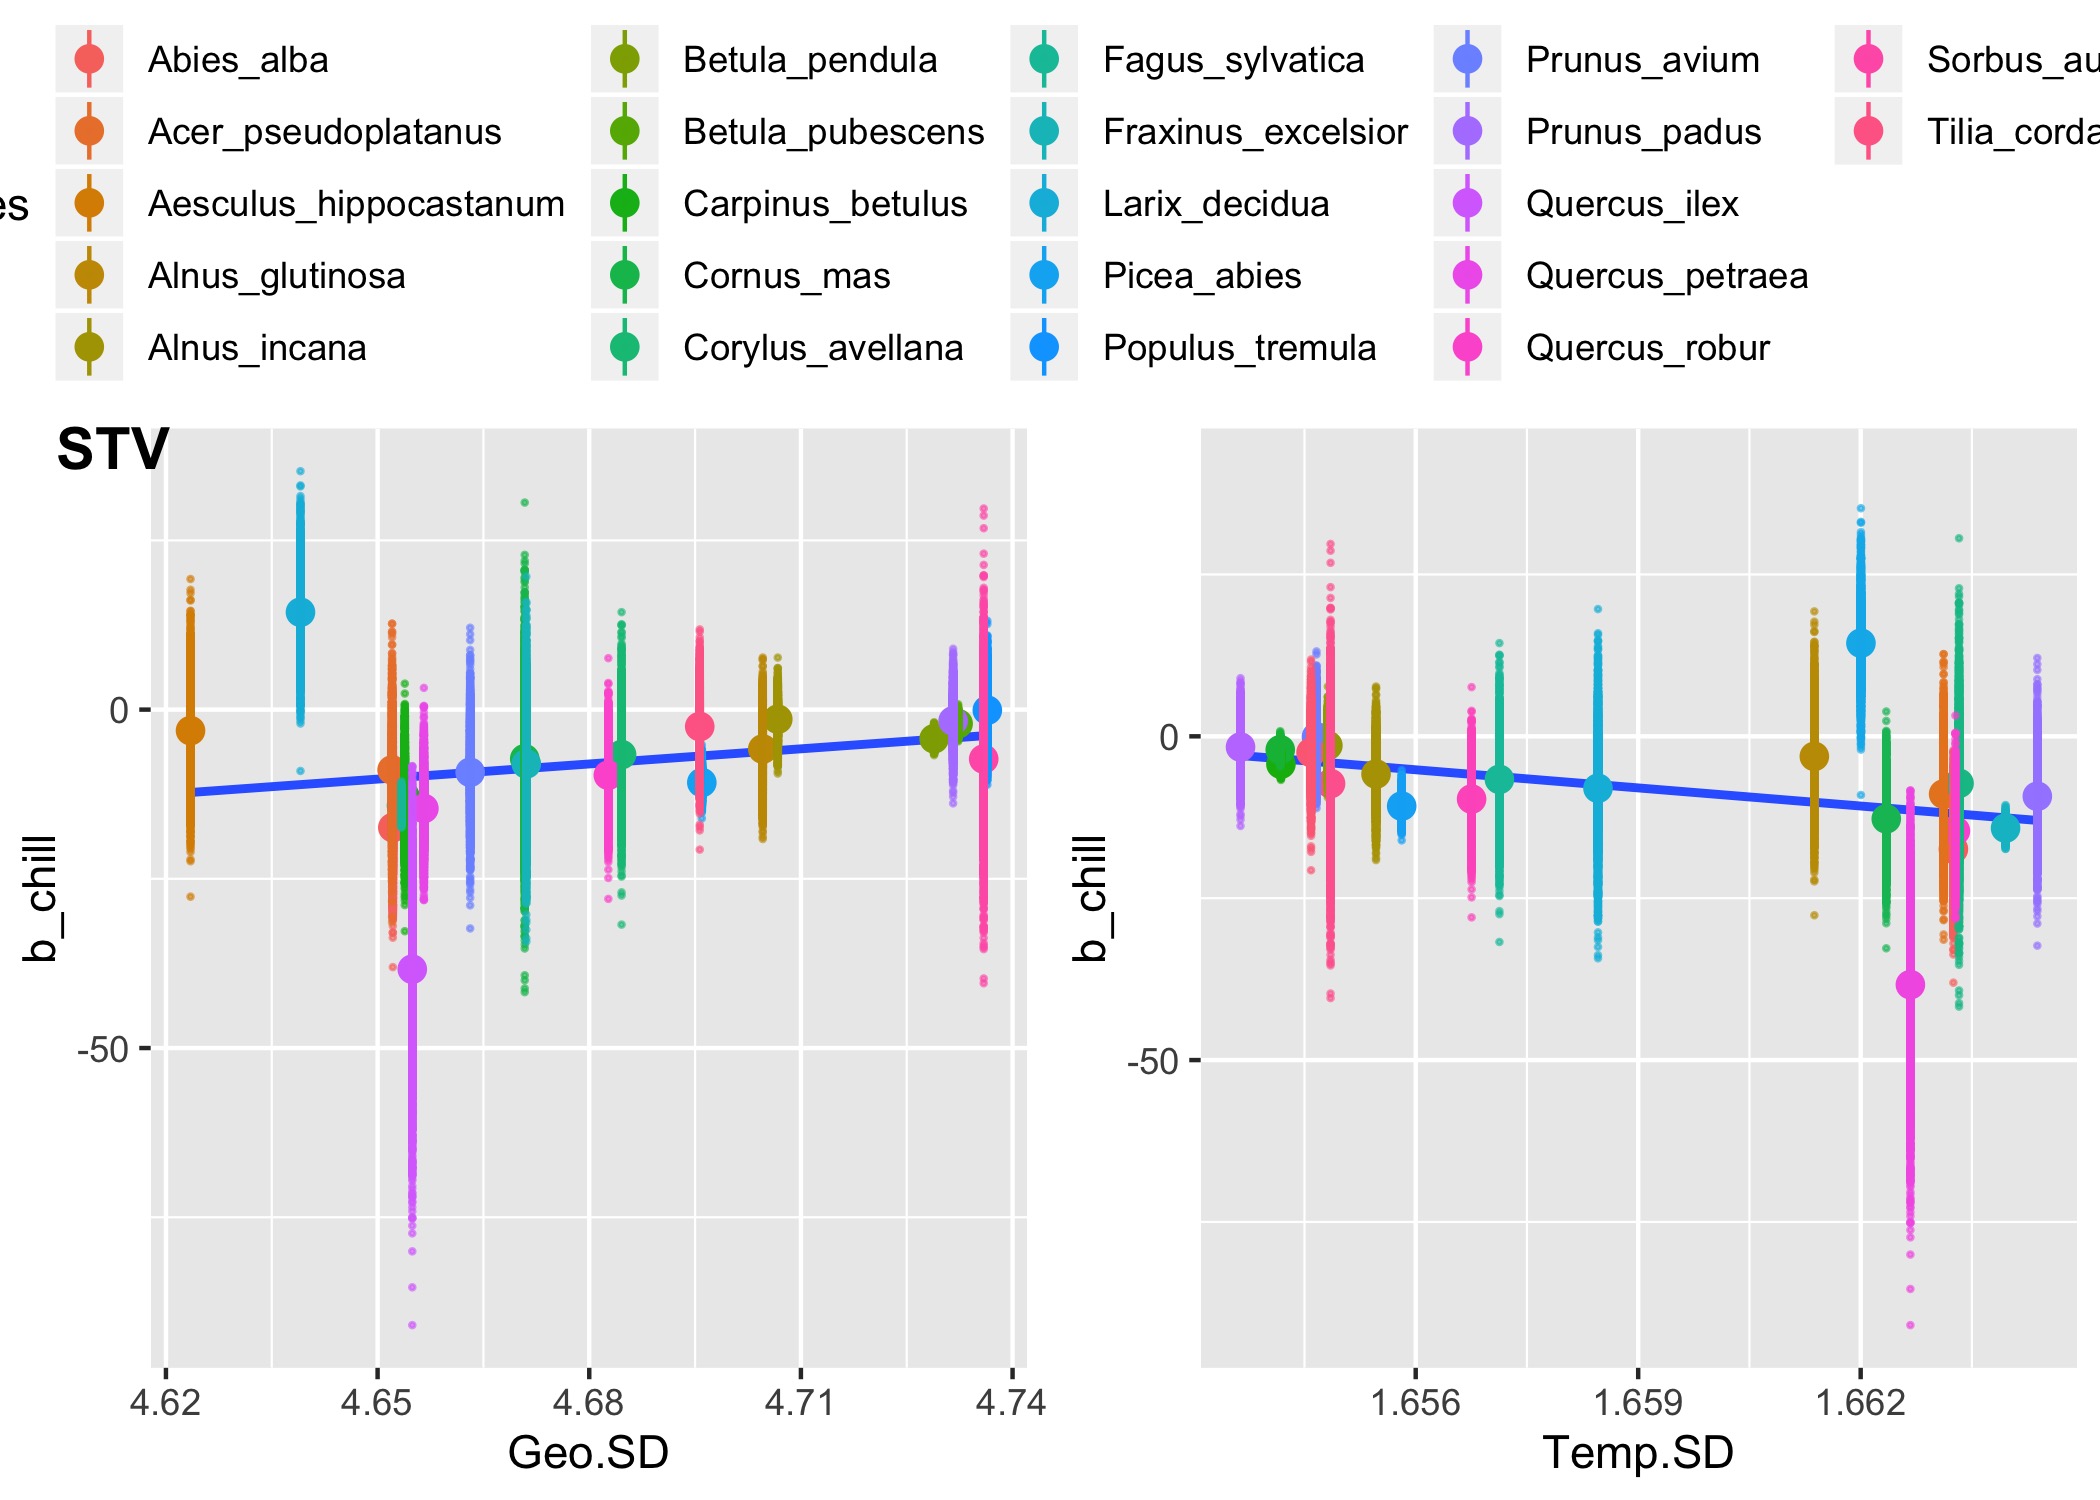 Abies_alba Betula_pendula Fagus_sylvatica Prunus_avium Sorbus_au
Acer_pseudoplatanus Betula_pubescens Fraxinus_excelsior Prunus_padus Tilia_corda
es Aesculus_hippocastanum Carpinus_betulus Larix_decidua Quercus_ilex
Alnus_glutinosa Cornus_mas Picea_abies Quercus_petraea
Alnus_incana Corylus_avellana Populus_tremula Quercus_robur
STV
b_chill
0
-50
4.62 4.65 4.68 4.71 4.74
Geo.SD
b_chill
0
-50
1.656 1.659 1.662
Temp.SD